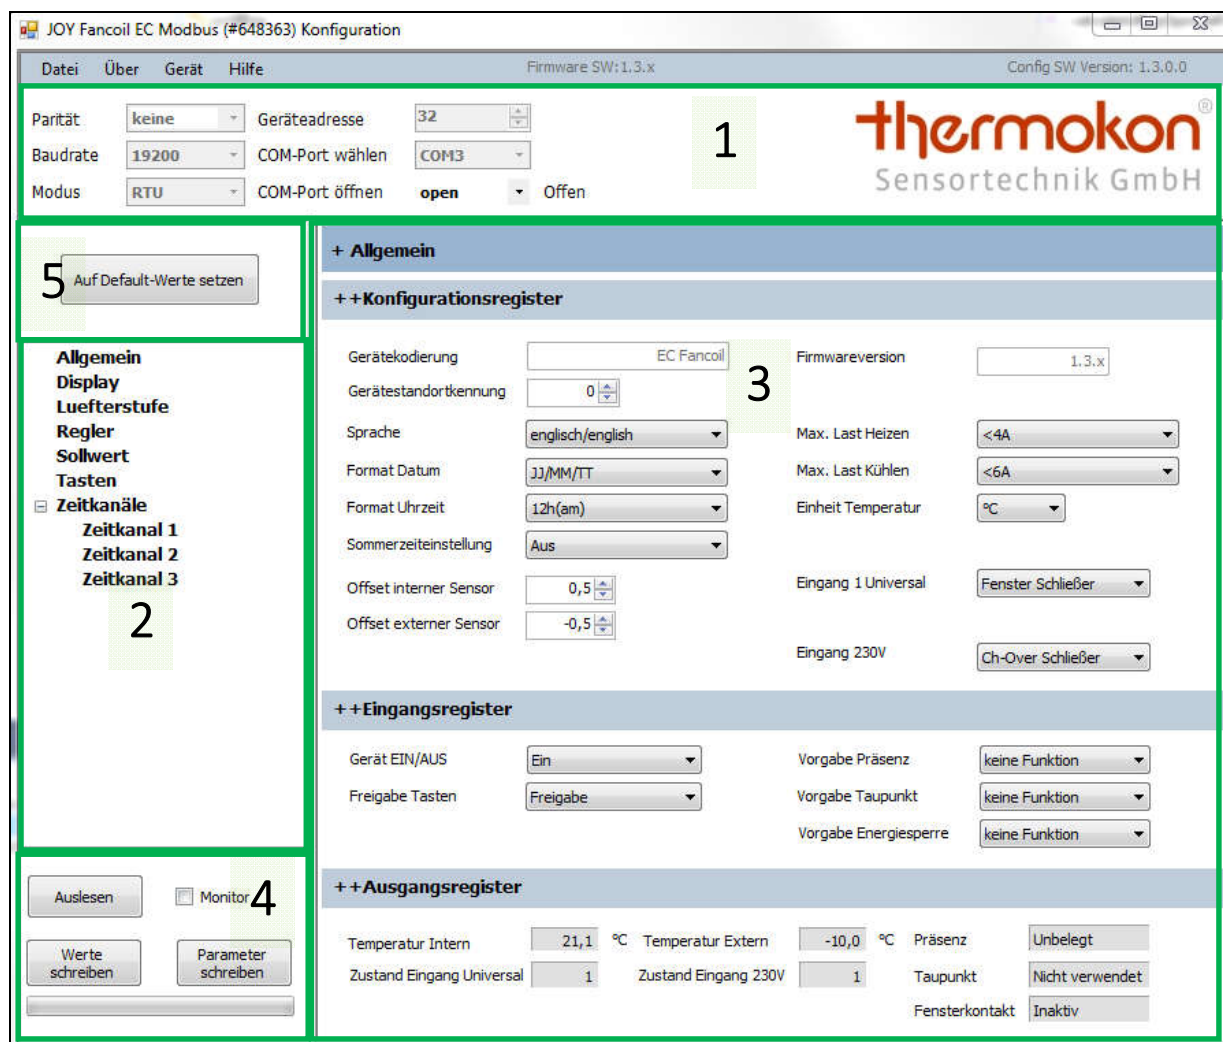 JOY Fancoil EC Modbus (#648363) Konfiguration
Datei Über Gerät Hilfe Firmware SW:1.3.x Config SW Version: 1.3.0.0
Parität keine Geräteadresse 32
Baudrate 19200 COM-Port wählen COM3
Modus RTU COM-Port öffnen open Offen
1
thermokon®
Sensortechnik GmbH
5
Auf Default-Werte setzen
Allgemein
Display
Luefterstufe
Regler
Sollwert
Tasten
Zeitkanäle
Zeitkanal 1
Zeitkanal 2
Zeitkanal 3
2
+ Allgemein
++Konfigurationsregister
3
Gerätekodierung EC Fancoil Firmwareversion 1.3.x
Gerätestandortkennung 0
Sprache englisch/english Max. Last Heizen <4A
Format Datum JJ/MM/TT Max. Last Kühlen <6A
Format Uhrzeit 12h(am) Einheit Temperatur °C
Sommerzeiteinstellung Aus
Offset interner Sensor 0,5 Eingang 1 Universal Fenster Schließer
Offset externer Sensor -0,5
Eingang 230V Ch-Over Schließer
++Eingangsregister
Gerät EIN/AUS Ein Vorgabe Präsenz keine Funktion
Freigabe Tasten Freigabe Vorgabe Taupunkt keine Funktion
Vorgabe Energiesperre keine Funktion
4
Auslesen Monitor
Werte schreiben
Parameter schreiben
++Ausgangsregister
Temperatur Intern 21,1 °C Temperatur Extern -10,0 °C Präsenz Unbelegt
Zustand Eingang Universal 1 Zustand Eingang 230V 1 Taupunkt Nicht verwendet
Fensterkontakt Inaktiv